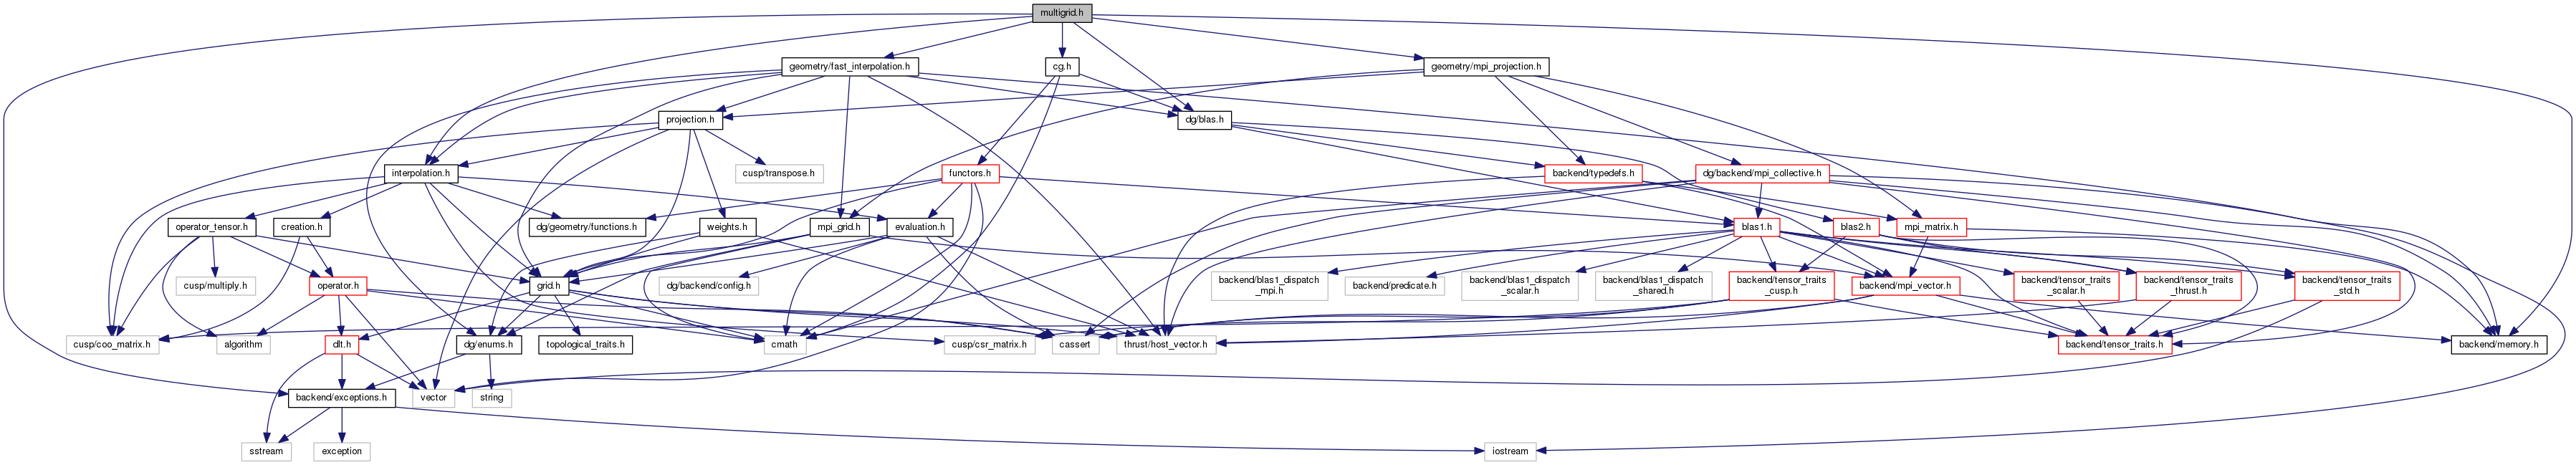 multigrid.h
geometry/fast_interpolation.h
cg.h
geometry/mpi_projection.h
projection.h
dg/blas.h
interpolation.h
cusp/transpose.h
functors.h
backend/typedefs.h
dg/backend/mpi_collective.h
operator_tensor.h
creation.h
dg/geometry/functions.h
weights.h
mpi_grid.h
evaluation.h
blas1.h
blas2.h
mpi_matrix.h
cusp/multiply.h
operator.h
grid.h
dg/backend/config.h
backend/blas1_dispatch
_mpi.h
backend/predicate.h
backend/blas1_dispatch
_scalar.h
backend/blas1_dispatch
_shared.h
backend/tensor_traits
_cusp.h
backend/mpi_vector.h
backend/tensor_traits
_scalar.h
backend/tensor_traits
_thrust.h
backend/tensor_traits
_std.h
cusp/coo_matrix.h
algorithm
dlt.h
dg/enums.h
topological_traits.h
cmath
cusp/csr_matrix.h
cassert
thrust/host_vector.h
backend/tensor_traits.h
backend/memory.h
backend/exceptions.h
vector
string
sstream
exception
iostream